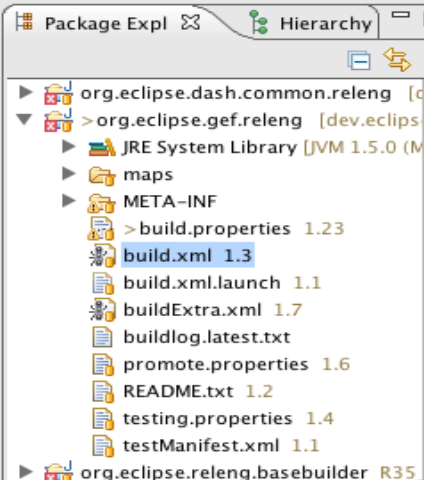 Package Expl Hierarchy
org.eclipse.dash.common.releng [
>org.eclipse.gef.releng [dev.eclips
JRE System Library [JVM 1.5.0 (M
maps
META-INF
>build.properties 1.23
build.xml 1.3
build.xml.launch 1.1
buildExtra.xml 1.7
buildlog.latest.txt
promote.properties 1.6
README.txt 1.2
testing.properties 1.4
testManifest.xml 1.1
org.eclipse.releng.basebuilder R35